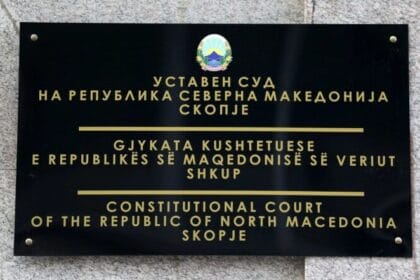 УСТАВЕН СУД
НА РЕПУБЛИКА СЕВЕРНА МАКЕДОНИЈА
СКОПЈЕ
GJYKATA KUSHTETUESE
E REPUBLIKËS SË MAQEDONISË SË VERIUT
SHKUP
CONSTITUTIONAL COURT
OF THE REPUBLIC OF NORTH MACEDONIA
SKOPJE